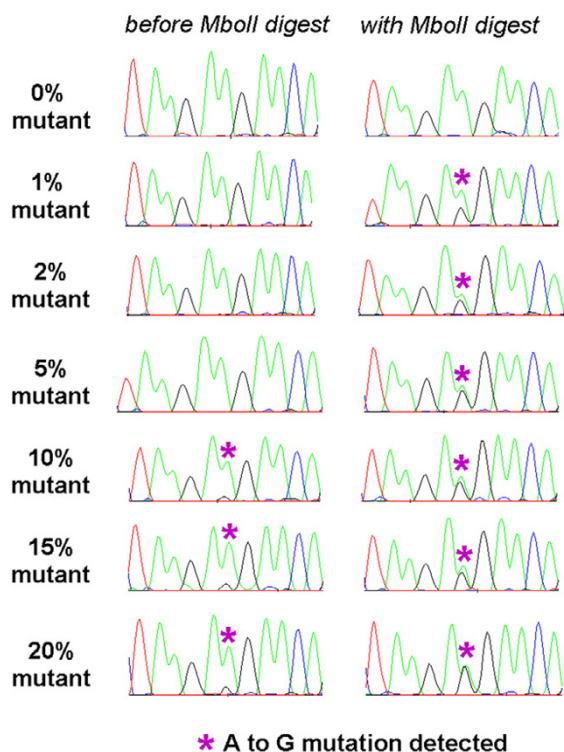 before MboII digest
with MboII digest
0%
mutant
1%
mutant
*
2%
mutant
*
5%
mutant
*
10%
mutant
*
*
15%
mutant
*
*
20%
mutant
*
*
* A to G mutation detected